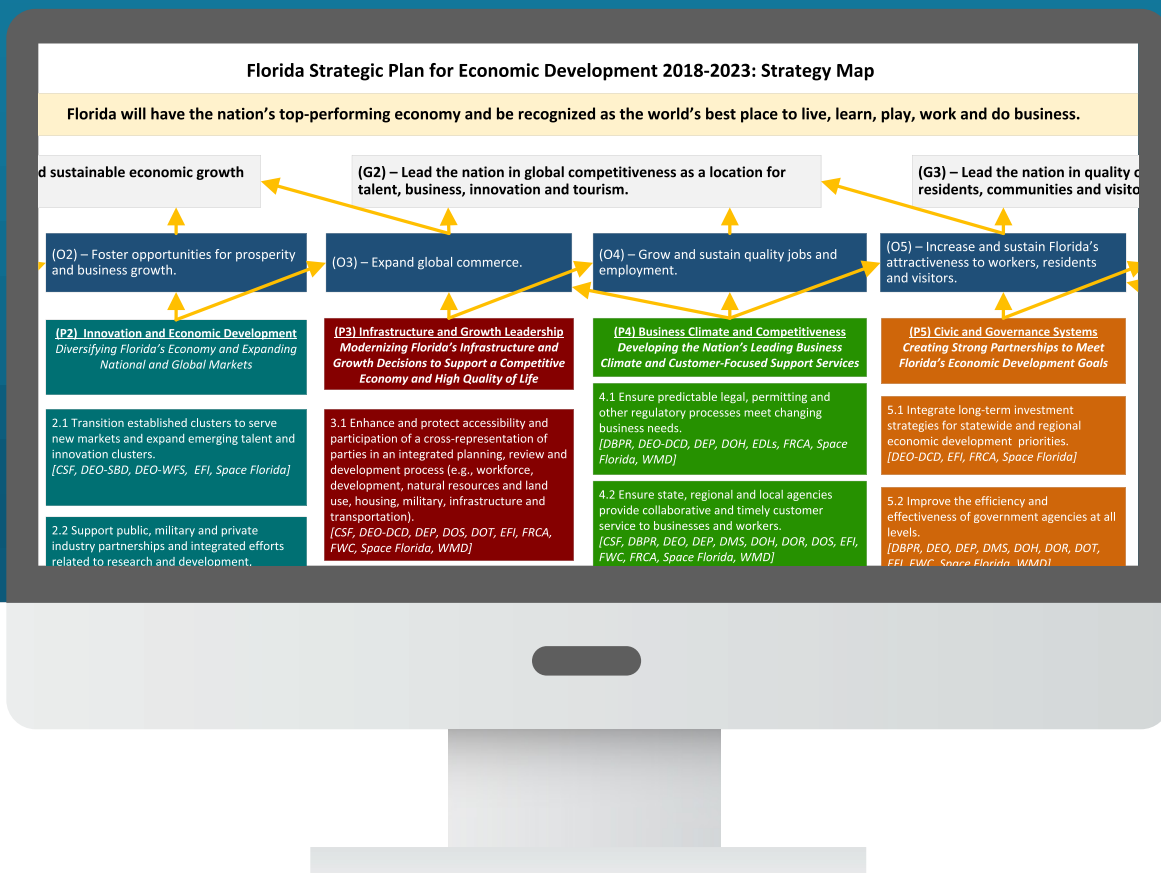 Florida Strategic Plan for Economic Development 2018-2023: Strategy Map
Florida will have the nation’s top-performing economy and be recognized as the world’s best place to live, learn, play, work and do business.
d sustainable economic growth
(G2) – Lead the nation in global competitiveness as a location for
talent, business, innovation and tourism.
(G3) – Lead the nation in quality
residents, communities and visito
(O2) – Foster opportunities for prosperity
and business growth.
(O3) – Expand global commerce.
(O4) – Grow and sustain quality jobs and
employment.
(O5) – Increase and sustain Florida’s
attractiveness to workers, residents
and visitors.
(P2) Innovation and Economic Development
Diversifying Florida’s Economy and Expanding
National and Global Markets
2.1 Transition established clusters to serve
new markets and expand emerging talent and
innovation clusters.
[CSF, DEO-SBD, DEO-WFS, EFI, Space Florida]
2.2 Support public, military and private
industry partnerships and integrated efforts
related to research and development.
(P3) Infrastructure and Growth Leadership
Modernizing Florida’s Infrastructure and
Growth Decisions to Support a Competitive
Economy and High Quality of Life
3.1 Enhance and protect accessibility and
participation of a cross-representation of
parties in an integrated planning, review and
development process (e.g., workforce,
development, natural resources and land
use, housing, military, infrastructure and
transportation).
[CSF, DEO-DCD, DEP, DOS, DOT, EFI, FRCA,
FWC, Space Florida, WMD]
(P4) Business Climate and Competitiveness
Developing the Nation’s Leading Business
Climate and Customer-Focused Support Services
4.1 Ensure predictable legal, permitting and
other regulatory processes meet changing
business needs.
[DBPR, DEO-DCD, DEP, DOH, EDLs, FRCA, Space
Florida, WMD]
4.2 Ensure state, regional and local agencies
provide collaborative and timely customer
service to businesses and workers.
[CSF, DBPR, DEO, DEP, DMS, DOH, DOR, DOS, EFI,
FWC, FRCA, Space Florida, WMD]
(P5) Civic and Governance Systems
Creating Strong Partnerships to Meet
Florida’s Economic Development Goals
5.1 Integrate long-term investment
strategies for statewide and regional
economic development priorities.
[DEO-DCD, EFI, FRCA, Space Florida]
5.2 Improve the efficiency and
effectiveness of government agencies at all
levels.
[DBPR, DEO, DEP, DMS, DOH, DOR, DOT,
EFI, FWC, Space Florida, WMD]